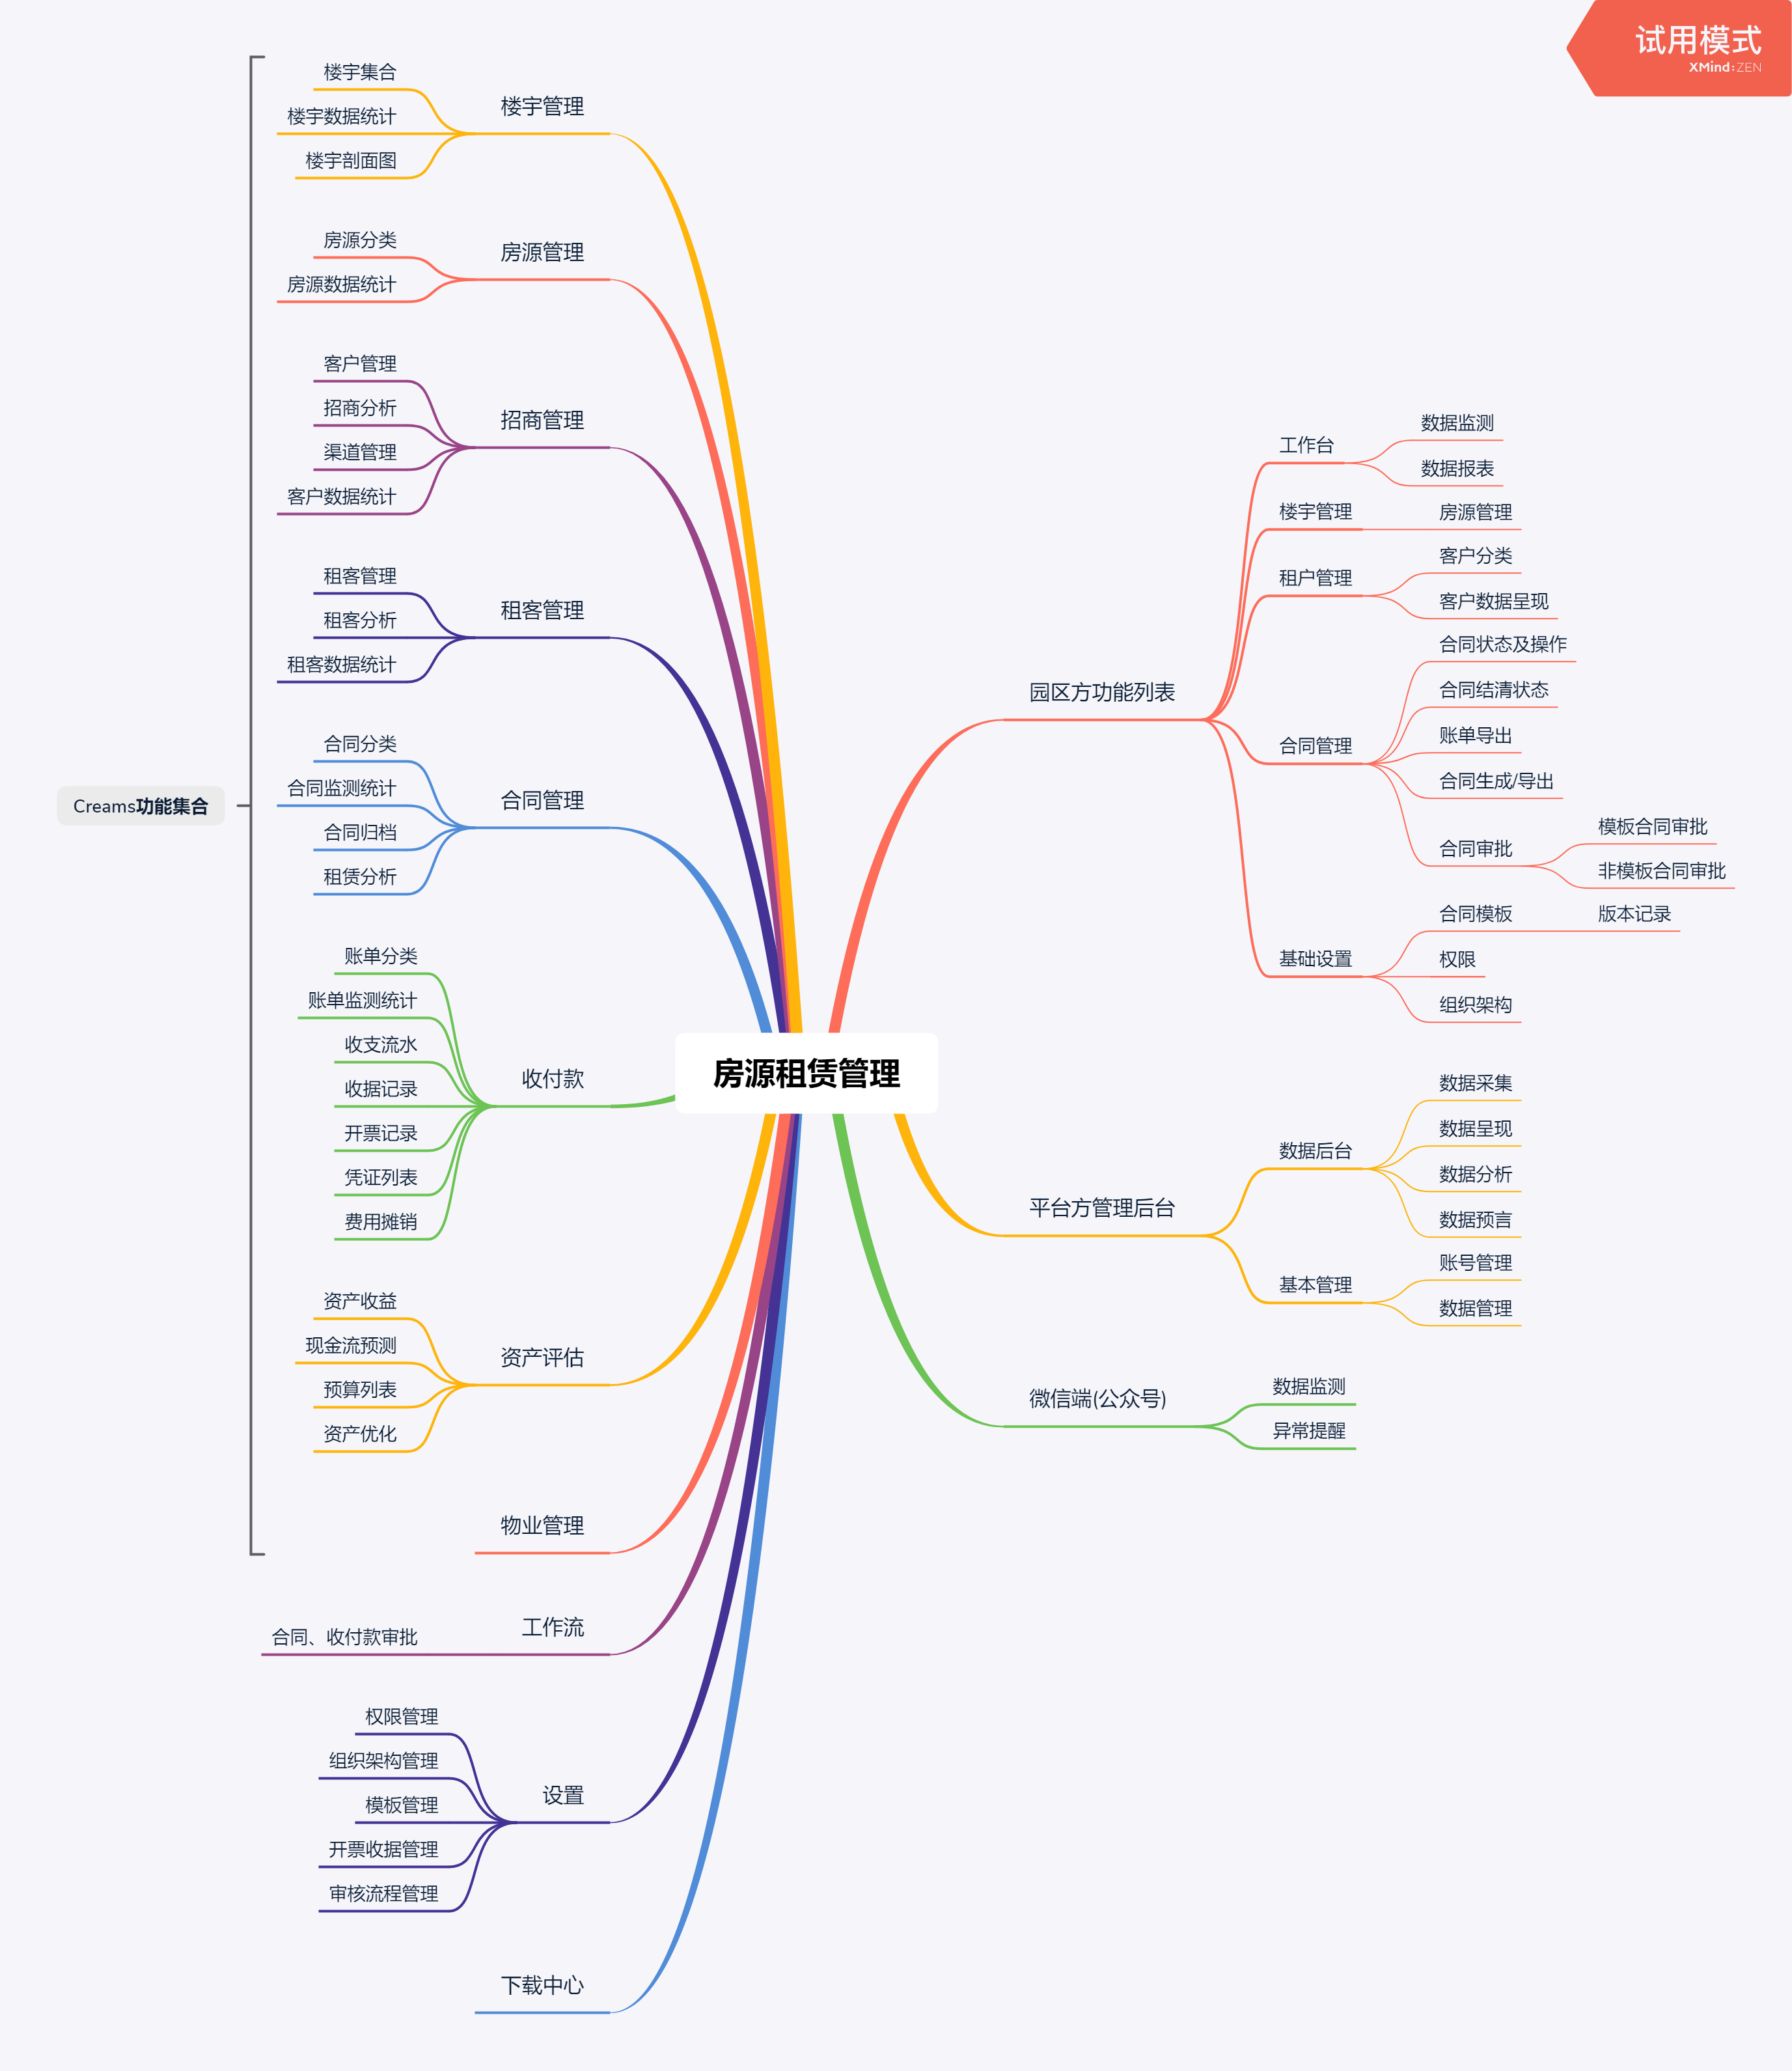 试用模式
XMind:ZEN
房源租赁管理
园区方功能列表
工作台
数据监测
数据报表
楼宇管理
房源管理
租户管理
客户分类
客户数据呈现
合同管理
合同状态及操作
合同结清状态
账单导出
合同生成/导出
合同审批
模板合同审批
非模板合同审批
基础设置
合同模板
版本记录
权限
组织架构
平台方管理后台
数据后台
数据采集
数据呈现
数据分析
数据预言
基本管理
账号管理
数据管理
微信端(公众号)
数据监测
异常提醒
Creams功能集合
楼宇管理
楼宇集合
楼宇数据统计
楼宇剖面图
房源管理
房源分类
房源数据统计
招商管理
客户管理
招商分析
渠道管理
客户数据统计
租客管理
租客管理
租客分析
租客数据统计
合同管理
合同分类
合同监测统计
合同归档
租赁分析
收付款
账单分类
账单监测统计
收支流水
收据记录
开票记录
凭证列表
费用摊销
资产评估
资产收益
现金流预测
预算列表
资产优化
物业管理
工作流
合同、收付款审批
设置
权限管理
组织架构管理
模板管理
开票收据管理
审核流程管理
下载中心